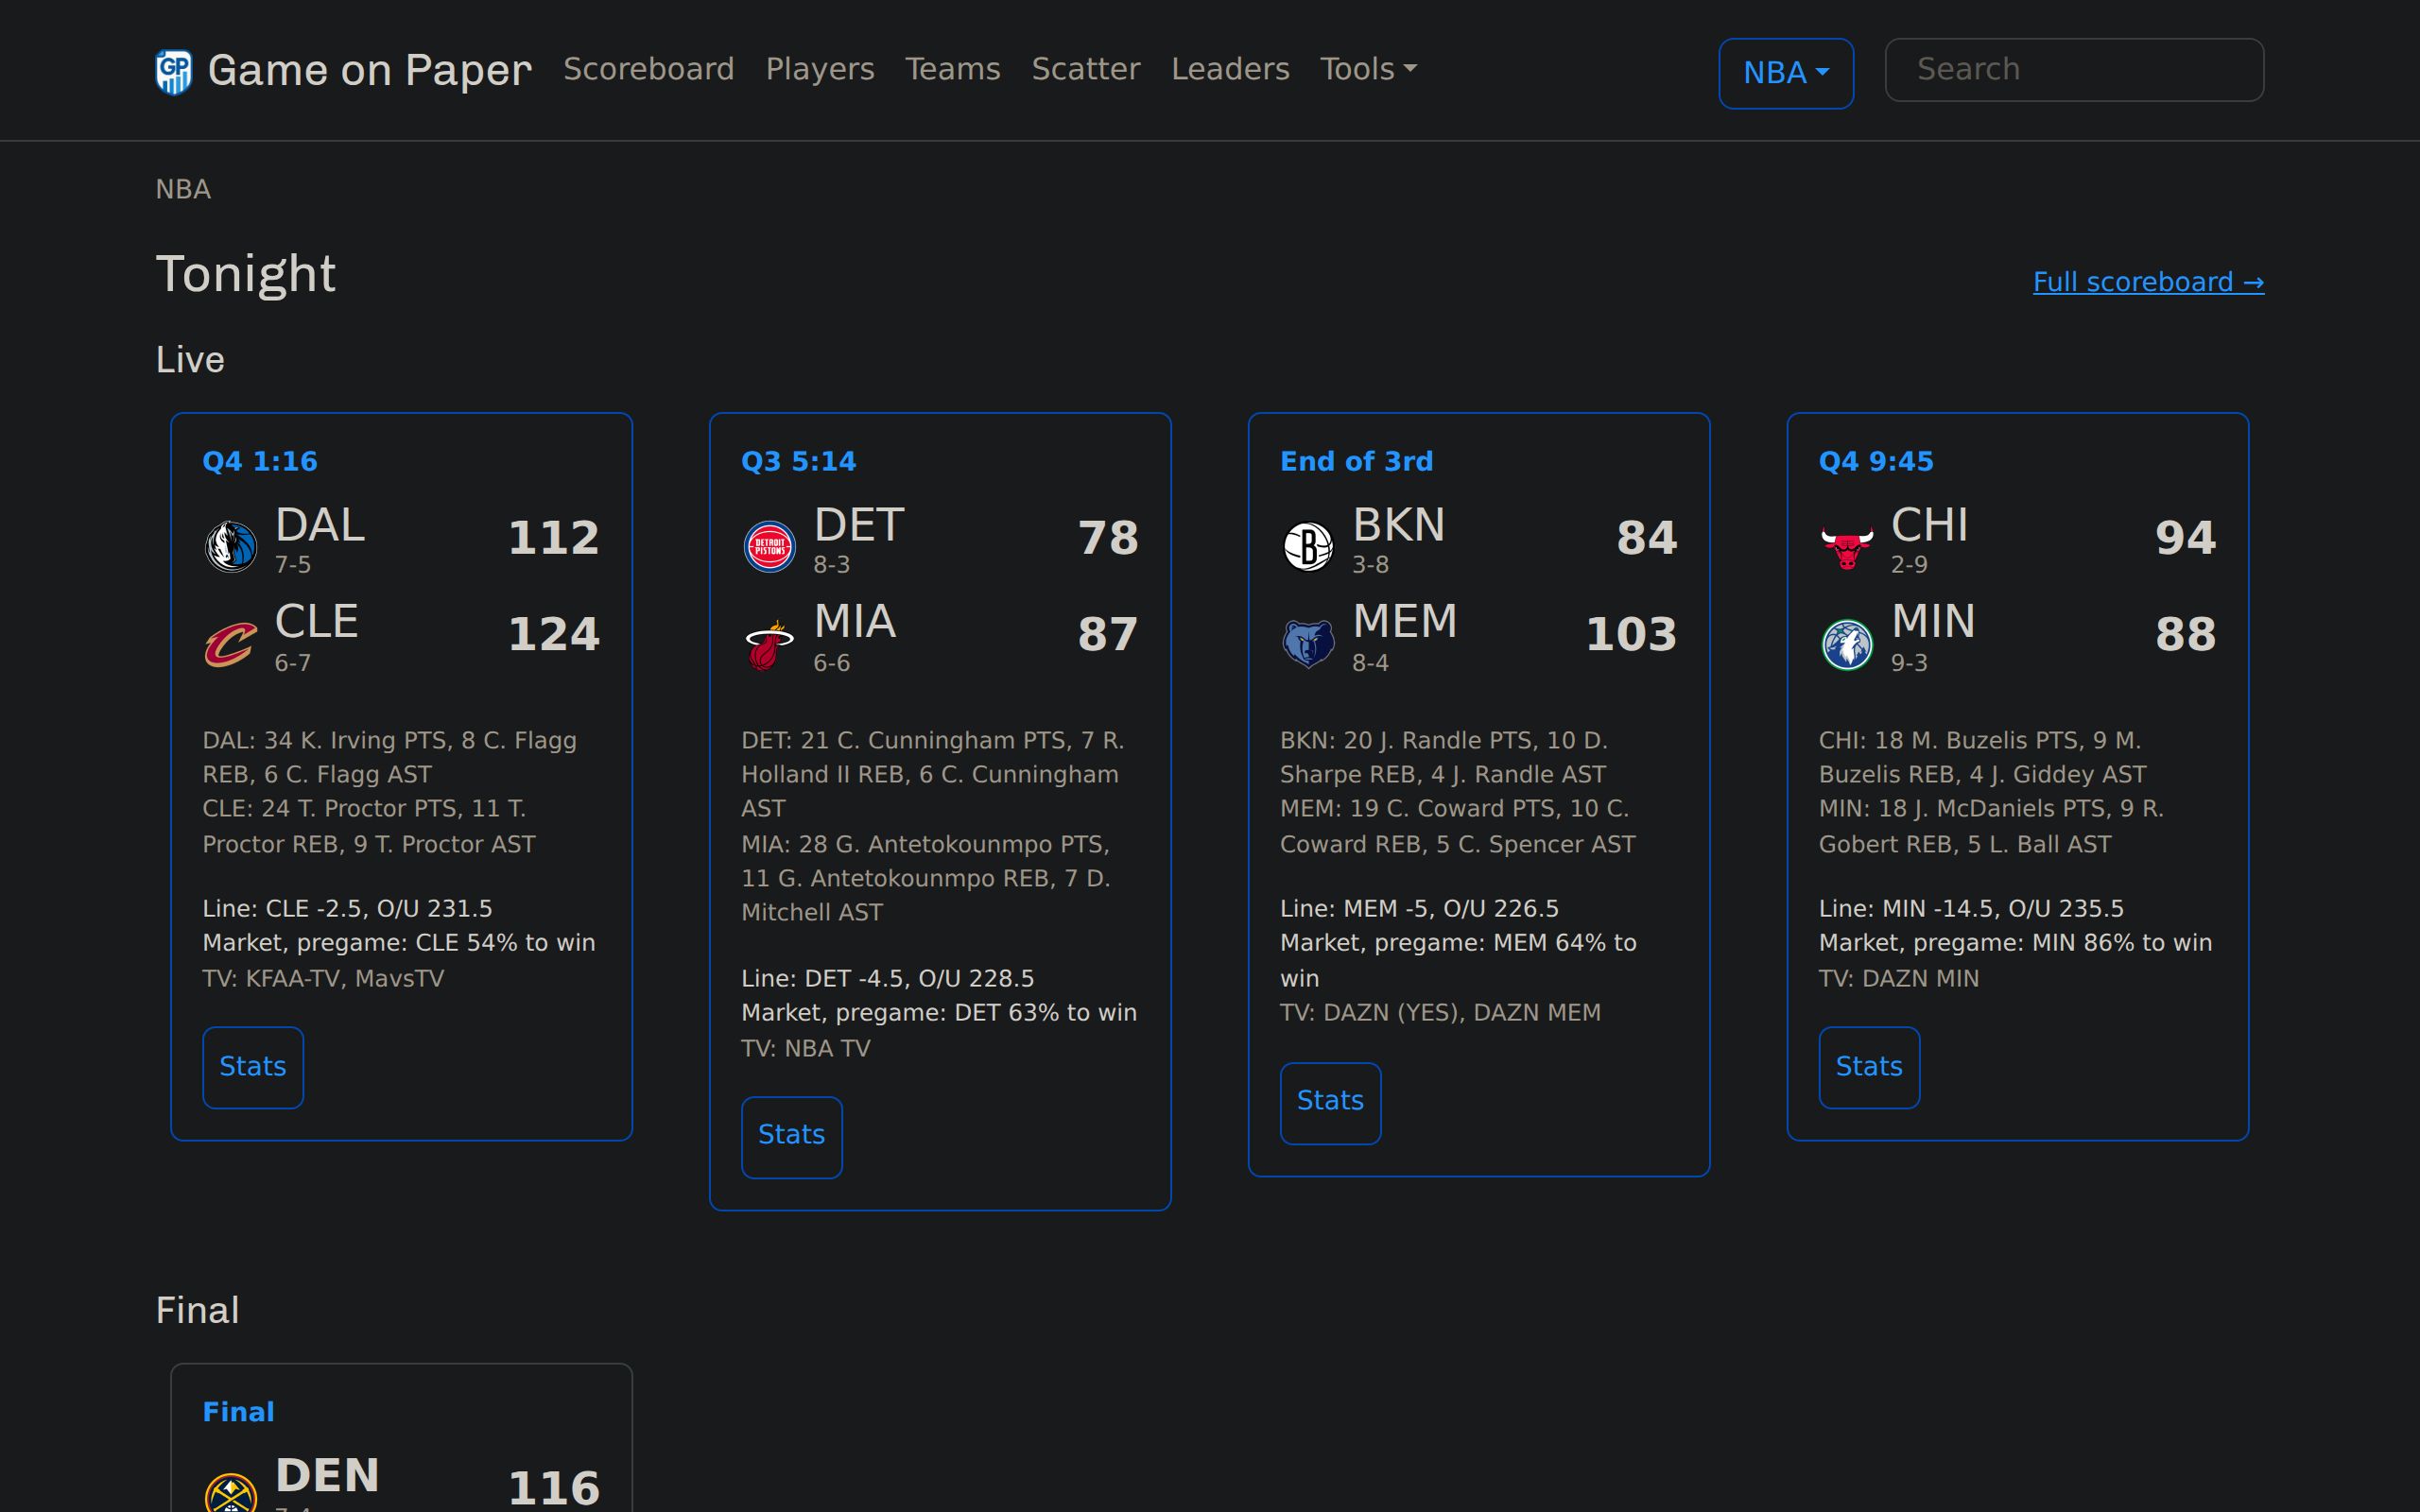 GP Game on Paper Scoreboard Players Teams Scatter Leaders Tools NBA Search
NBA
Tonight
Full scoreboard →
Live
Q4 1:16
DAL 112
7-5
CLE 124
6-7
DAL: 34 K. Irving PTS, 8 C. Flagg
REB, 6 C. Flagg AST
CLE: 24 T. Proctor PTS, 11 T.
Proctor REB, 9 T. Proctor AST
Line: CLE -2.5, O/U 231.5
Market, pregame: CLE 54% to win
TV: KFAA-TV, MavsTV
Stats
Q3 5:14
DETROIT
PISTONS
DET 78
8-3
MIA 87
6-6
DET: 21 C. Cunningham PTS, 7 R.
Holland II REB, 6 C. Cunningham
AST
MIA: 28 G. Antetokounmpo PTS,
11 G. Antetokounmpo REB, 7 D.
Mitchell AST
Line: DET -4.5, O/U 228.5
Market, pregame: DET 63% to win
TV: NBA TV
Stats
End of 3rd
B
BKN 84
3-8
MEM 103
8-4
BKN: 20 J. Randle PTS, 10 D.
Sharpe REB, 4 J. Randle AST
MEM: 19 C. Coward PTS, 10 C.
Coward REB, 5 C. Spencer AST
Line: MEM -5, O/U 226.5
Market, pregame: MEM 64% to
win
TV: DAZN (YES), DAZN MEM
Stats
Q4 9:45
CHI 94
2-9
MIN 88
9-3
CHI: 18 M. Buzelis PTS, 9 M.
Buzelis REB, 4 J. Giddey AST
MIN: 18 J. McDaniels PTS, 9 R.
Gobert REB, 5 L. Ball AST
Line: MIN -14.5, O/U 235.5
Market, pregame: MIN 86% to win
TV: DAZN MIN
Stats
Final
Final
DEN 116